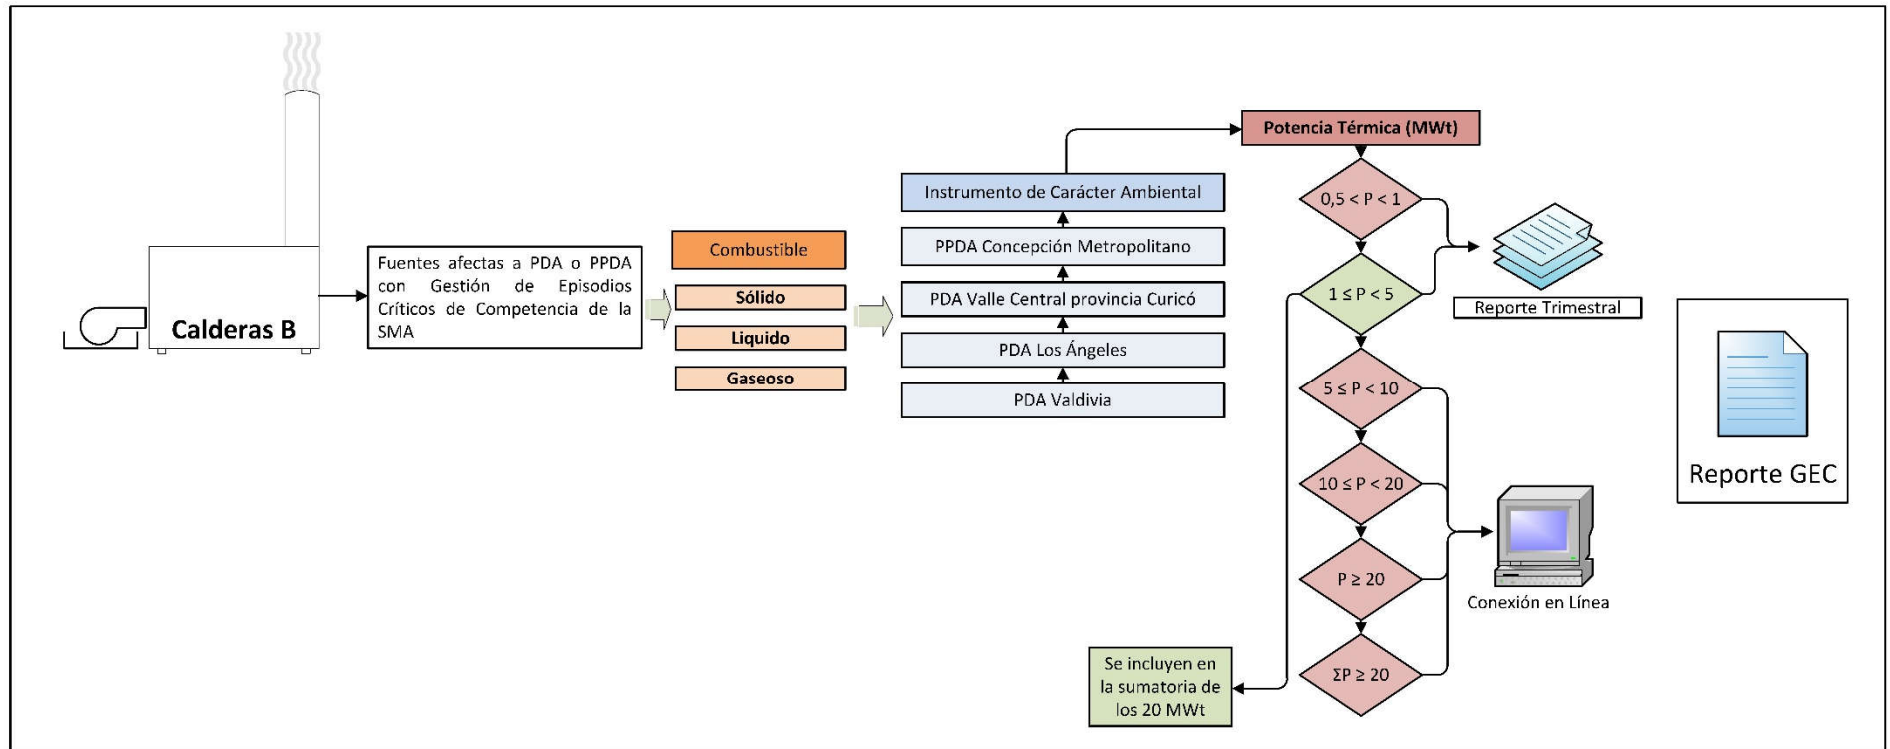 Calderas B
Fuentes afectas a PDA o PPDA
con Gestión de Episodios
Críticos de Competencia de la
SMA
Combustible
Sólido
Liquido
Gaseoso
Instrumento de Carácter Ambiental
PPDA Concepción Metropolitano
PDA Valle Central provincia Curicó
PDA Los Ángeles
PDA Valdivia
Potencia Térmica (MWt)
0,5 < P < 1
1 ≤ P < 5
5 ≤ P < 10
10 ≤ P < 20
P ≥ 20
ΣP ≥ 20
Se incluyen en
la sumatoria de
los 20 MWt
Reporte Trimestral
Conexión en Línea
Reporte GEC